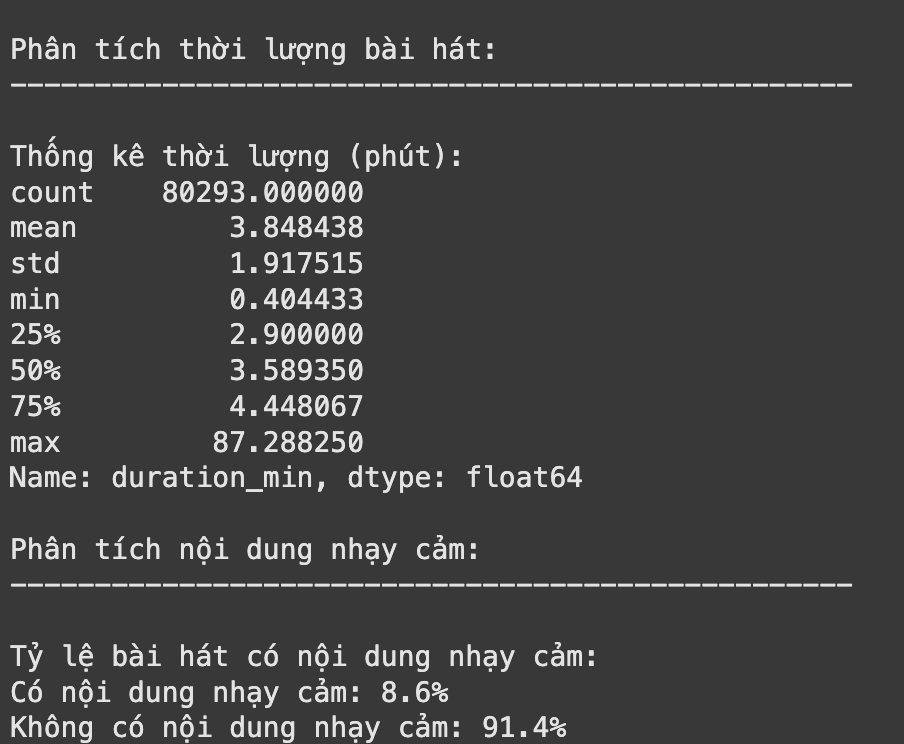 Phân tích thời lượng bài hát:
--------------------------------------------------
Thống kê thời lượng (phút):
count    80293.000000
mean         3.848438
std          1.917515
min          0.404433
25%          2.900000
50%          3.589350
75%          4.448067
max         87.288250
Name: duration_min, dtype: float64
Phân tích nội dung nhạy cảm:
--------------------------------------------------
Tỷ lệ bài hát có nội dung nhạy cảm:
Có nội dung nhạy cảm: 8.6%
Không có nội dung nhạy cảm: 91.4%